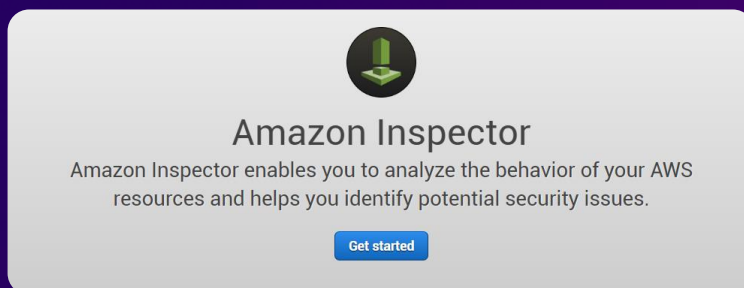 Amazon Inspector
Amazon Inspector enables you to analyze the behavior of your AWS
resources and helps you identify potential security issues.
Get started